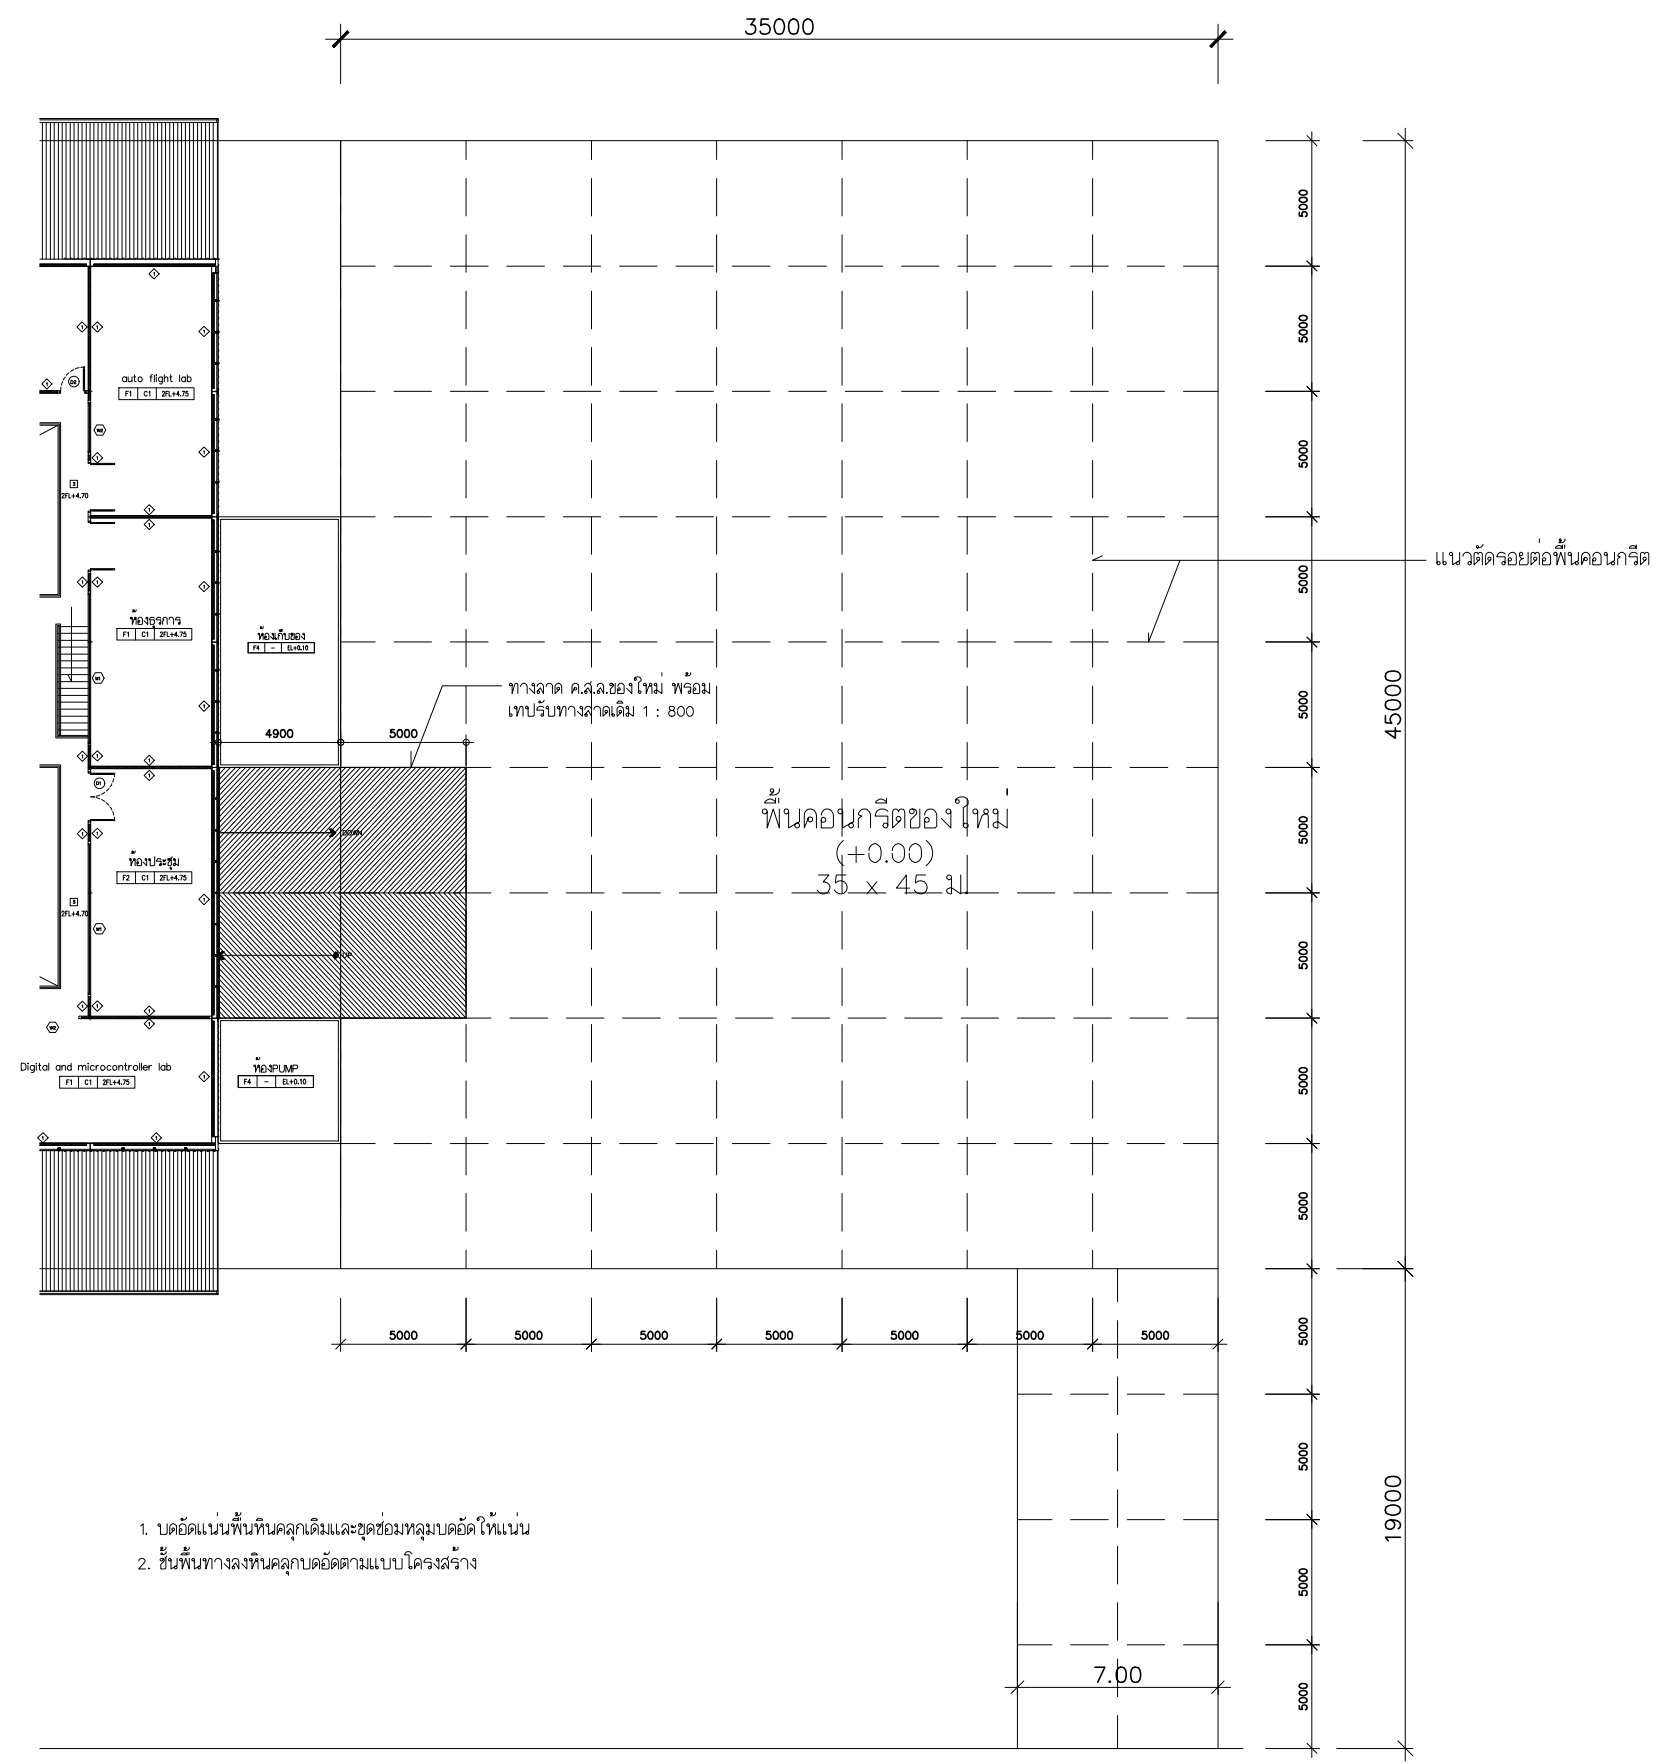 35000
5000
5000
5000
5000
5000
5000
5000
5000
5000
45000
auto flight lab
F1 C1 2FL+4.75
D2
W2
3
2FL+4.70
แนวตัดรอยต่อพื้นคอนกรีต
ห้องธุรการ
F1 C1 2FL+4.75
W1
ห้องเก็บของ
F4 - EL+0.10
ทางลาด ค.ส.ล.ของใหม่ พร้อม
เทปรับทางลาดเดิม 1 : 800
4900
5000
พื้นคอนกรีตของใหม่
(+0.00)
35 x 45 ม.
D1
DOWN
ห้องประชุม
F2 C1 2FL+4.75
3
2FL+4.70
W1
UP
W2
Digital and microcontroller lab
F1 C1 2FL+4.75
ห้องPUMP
F4 - EL+0.10
5000
5000
5000
5000
5000
5000
5000
5000
5000
5000
5000
19000
1. บดอัดแน่นพื้นหินคลุกเดิมและขุดซ่อมหลุมบดอัดให้แน่น
2. ชั้นพื้นทางลงหินคลุกบดอัดตามแบบโครงสร้าง
7.00